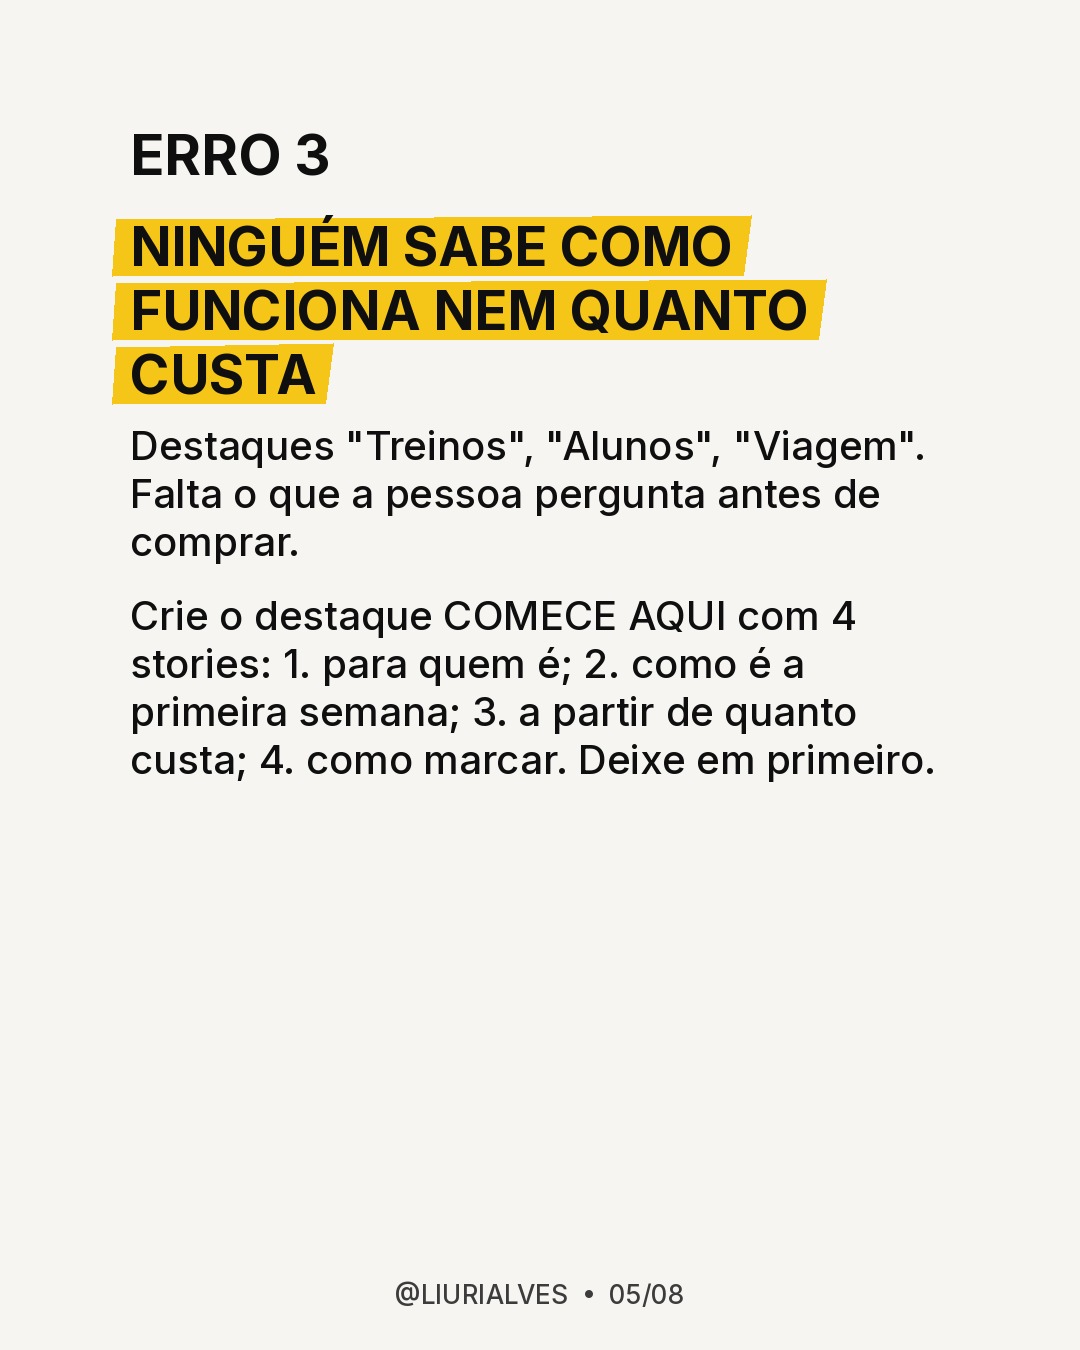 ERRO 3
NINGUÉM SABE COMO
FUNCIONA NEM QUANTO
CUSTA
Destaques "Treinos", "Alunos", "Viagem".
Falta o que a pessoa pergunta antes de
comprar.
Crie o destaque COMECE AQUI com 4
stories: 1. para quem é; 2. como é a
primeira semana; 3. a partir de quanto
custa; 4. como marcar. Deixe em primeiro.
@LIURIALVES • 05/08